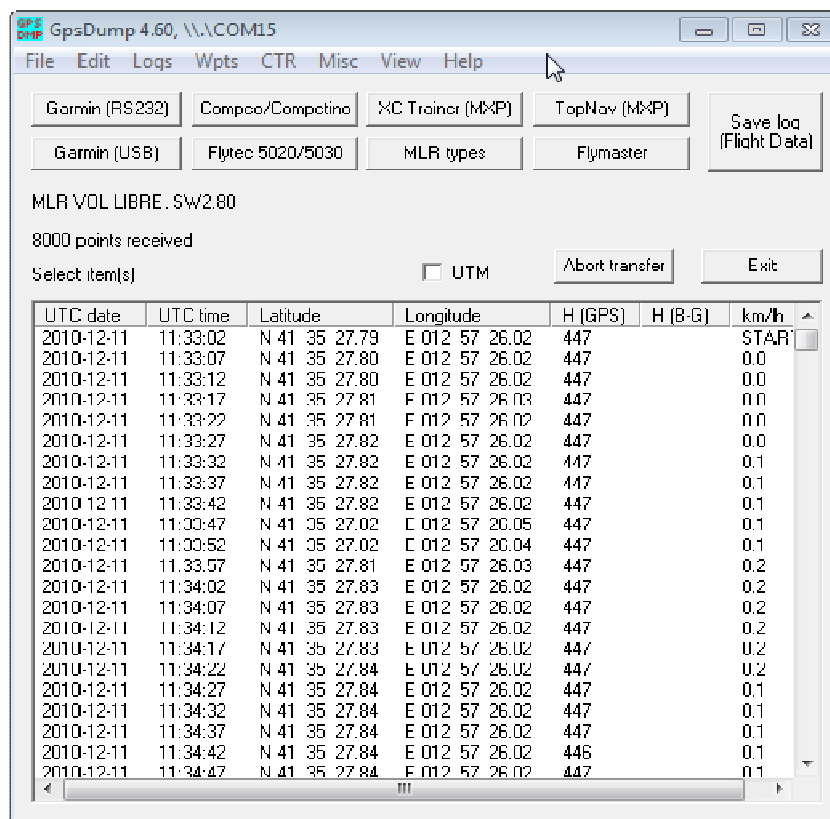 GPS DMP GpsDump 4.60, \\.\COM15
File Edit Logs Wpts CTR Misc View Help
Garmin (RS232) Compeo/Competino XC Trainer (MXP) TopNav (MXP) Save log (Flight Data)
Garmin (USB) Flytec 5020/5030 MLR types Flymaster
MLR VOL LIBRE, SW2.80
8000 points received
Select item(s) UTM Abort transfer Exit
UTC date UTC time Latitude Longitude H (GPS) H (B-G) km/h
2010-12-11 11:33:02 N 41 35 27.79 E 012 57 26.02 447 START
2010-12-11 11:33:07 N 41 35 27.80 E 012 57 26.02 447 0.0
2010-12-11 11:33:12 N 41 35 27.80 E 012 57 26.02 447 0.0
2010-12-11 11:33:17 N 41 35 27.81 E 012 57 26.03 447 0.0
2010-12-11 11:33:22 N 41 35 27.81 E 012 57 26.02 447 0.0
2010-12-11 11:33:27 N 41 35 27.82 E 012 57 26.02 447 0.0
2010-12-11 11:33:32 N 41 35 27.82 E 012 57 26.02 447 0.1
2010-12-11 11:33:37 N 41 35 27.82 E 012 57 26.02 447 0.1
2010-12-11 11:33:42 N 41 35 27.82 E 012 57 26.02 447 0.1
2010-12-11 11:33:47 N 41 35 27.82 E 012 57 26.05 447 0.1
2010-12-11 11:33:52 N 41 35 27.82 E 012 57 26.04 447 0.1
2010-12-11 11:33:57 N 41 35 27.81 E 012 57 26.03 447 0.2
2010-12-11 11:34:02 N 41 35 27.83 E 012 57 26.02 447 0.2
2010-12-11 11:34:07 N 41 35 27.83 E 012 57 26.02 447 0.2
2010-12-11 11:34:12 N 41 35 27.83 E 012 57 26.02 447 0.2
2010-12-11 11:34:17 N 41 35 27.83 E 012 57 26.02 447 0.2
2010-12-11 11:34:22 N 41 35 27.84 E 012 57 26.02 447 0.2
2010-12-11 11:34:27 N 41 35 27.84 E 012 57 26.02 447 0.1
2010-12-11 11:34:32 N 41 35 27.84 E 012 57 26.02 447 0.1
2010-12-11 11:34:37 N 41 35 27.84 E 012 57 26.02 447 0.1
2010-12-11 11:34:42 N 41 35 27.84 E 012 57 26.02 446 0.1
2010-12-11 11:34:47 N 41 35 27.84 E 012 57 26.02 447 0.1